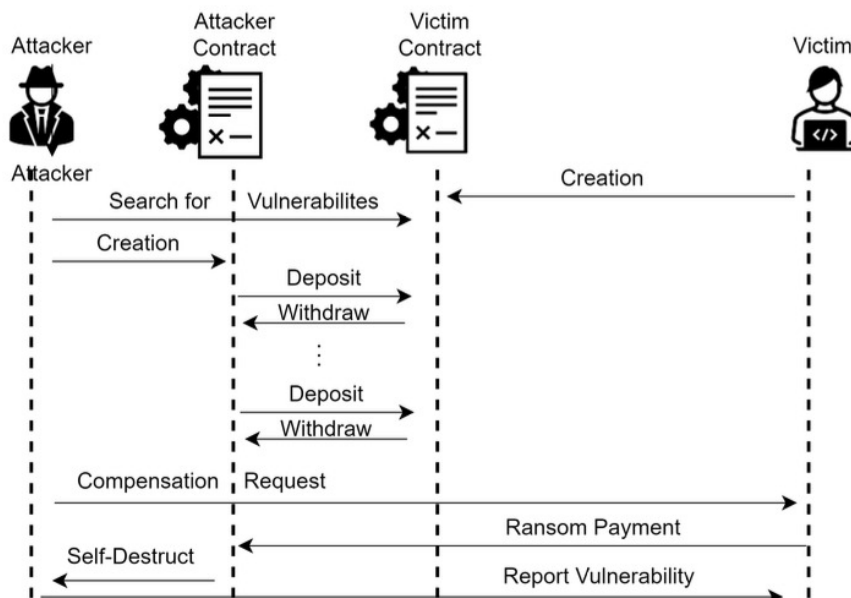 Attacker
Attacker
Contract
Victim
Contract
Victim
</>
Attacker
Creation
Search for Vulnerabilites
Creation
Deposit
Withdraw
Deposit
Withdraw
Compensation Request
Ransom Payment
Self-Destruct
Report Vulnerability